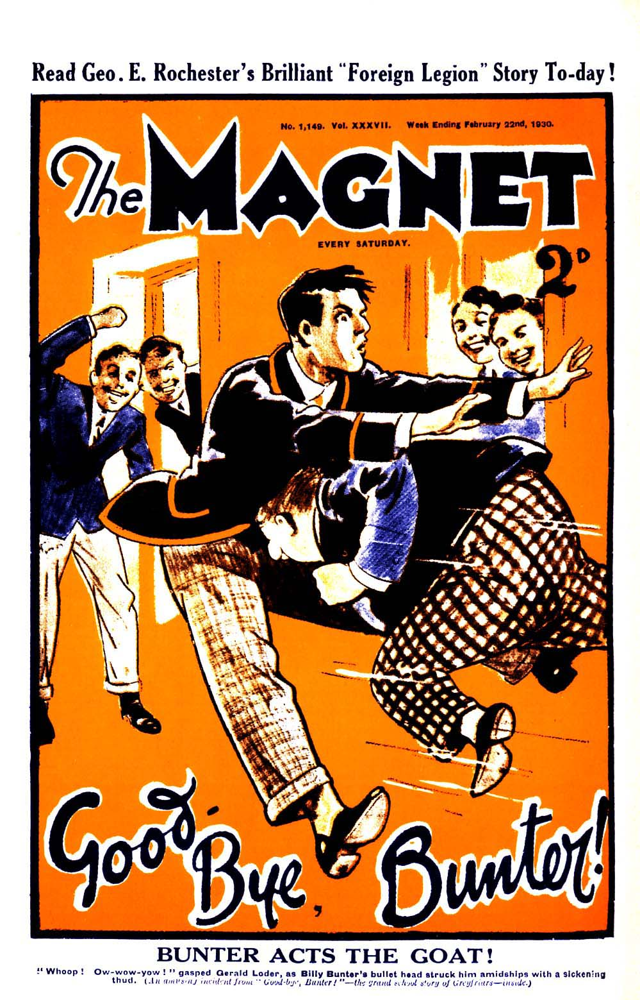 Read Geo. E. Rochester's Brilliant "Foreign Legion" Story To-day!
No. 1,149. Vol. XXXVII. Week Ending February 22nd, 1930.
The MAGNET
EVERY SATURDAY.
2D
Good-Bye, Bunter!
BUNTER ACTS THE GOAT!
"Whoop! Ow-wow-yow!" gasped Gerald Loder, as Billy Bunter's bullet head struck him amidships with a sickening
thud. (An amusing incident from "Good-bye, Bunter!"—the grand school story of Greyfriars—inside.)